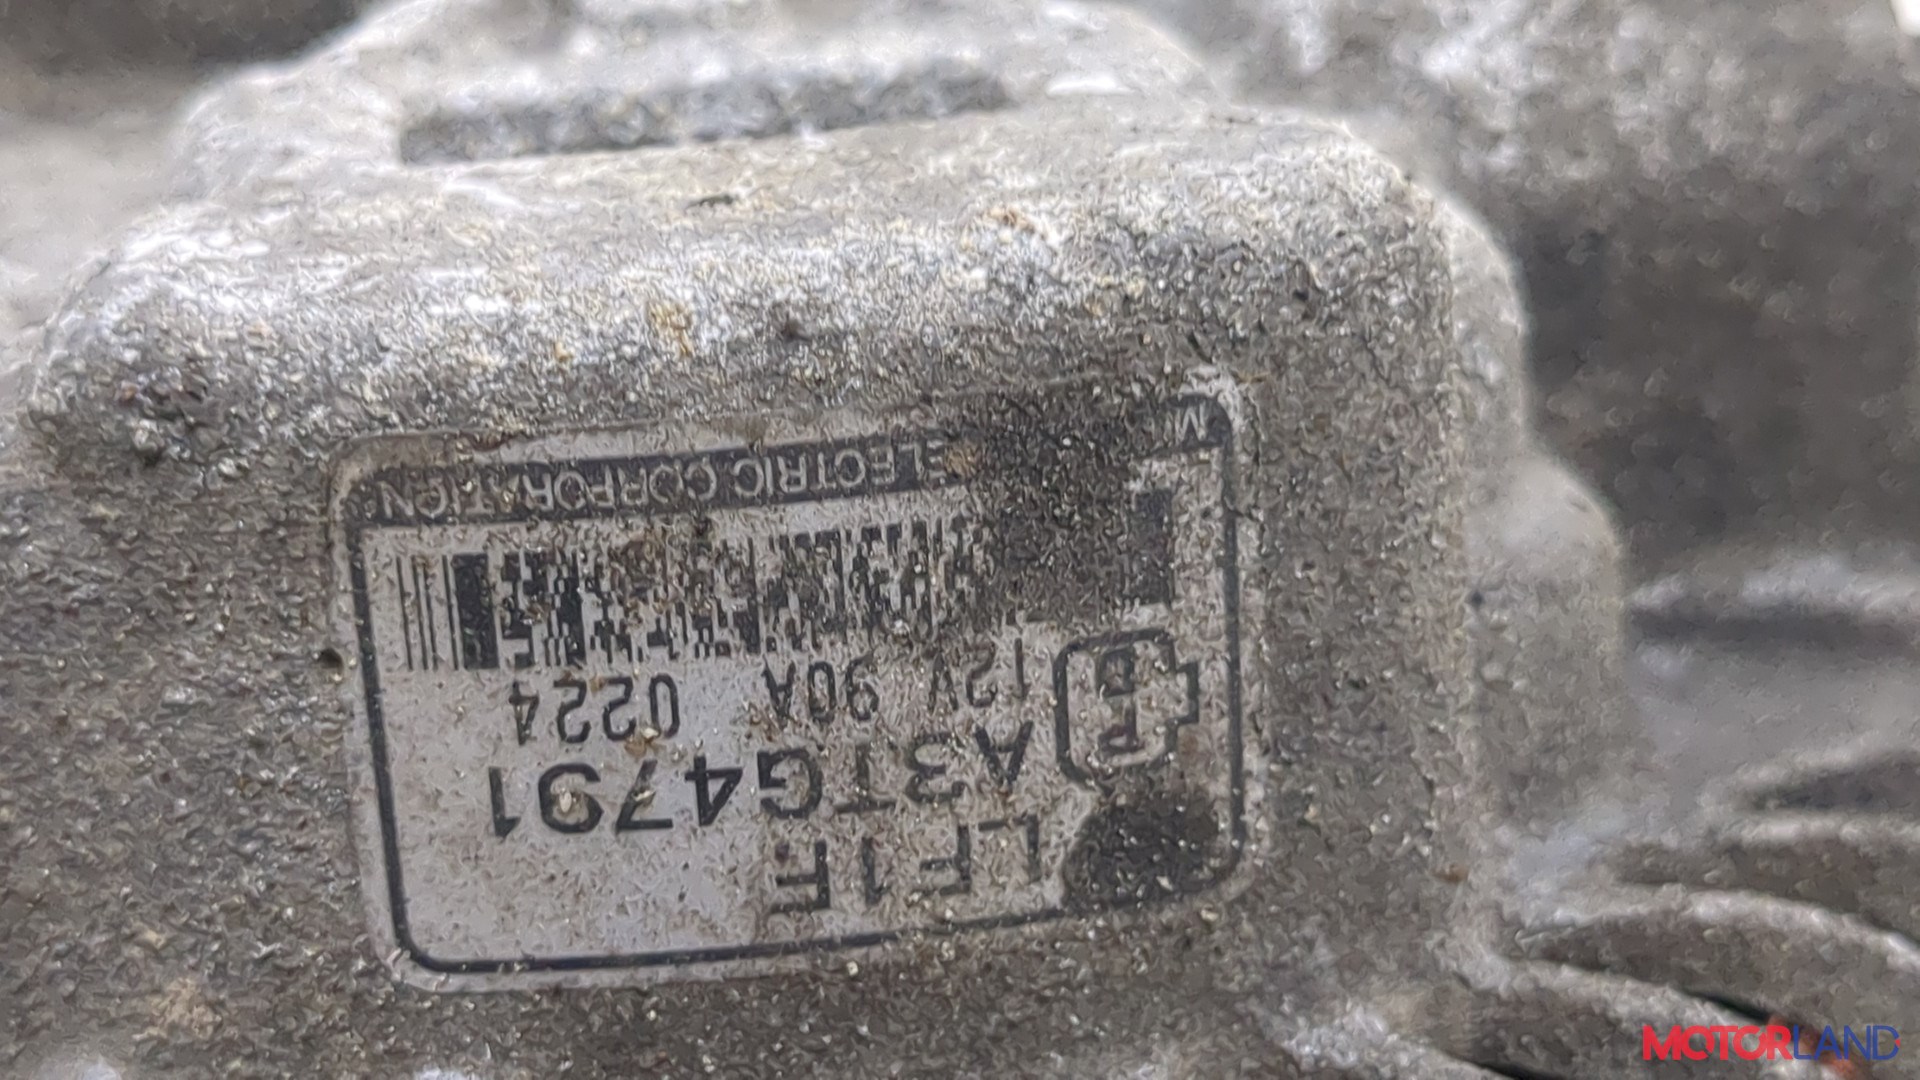 LF1F
A3TG4791
12V 90A 0224
ELECTRIC CORPORATION
MOTORLAND